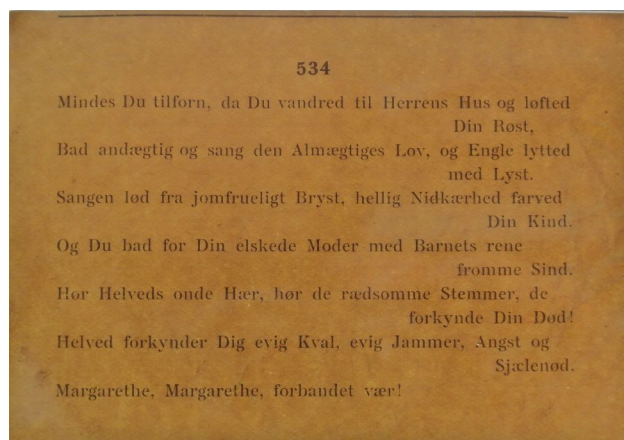 534
Mindes Du tilforn, da Du vandred til Herrens Hus og løfted
Din Røst,
Bad andægtig og sang den Almægtiges Lov, og Engle lytted
med Lyst.
Sangen lød fra jomfrueligt Bryst, hellig Nidkærhed farved
Din Kind.
Og Du bad for Din elskede Moder med Barnets rene
fromme Sind.
Hør Helveds onde Hær, hør de rædsomme Stemmer, de
forkynde Din Død!
Helved forkynder Dig evig Kval, evig Jammer, Angst og
Sjælenød.
Margarethe, Margarethe, forbandet vær!